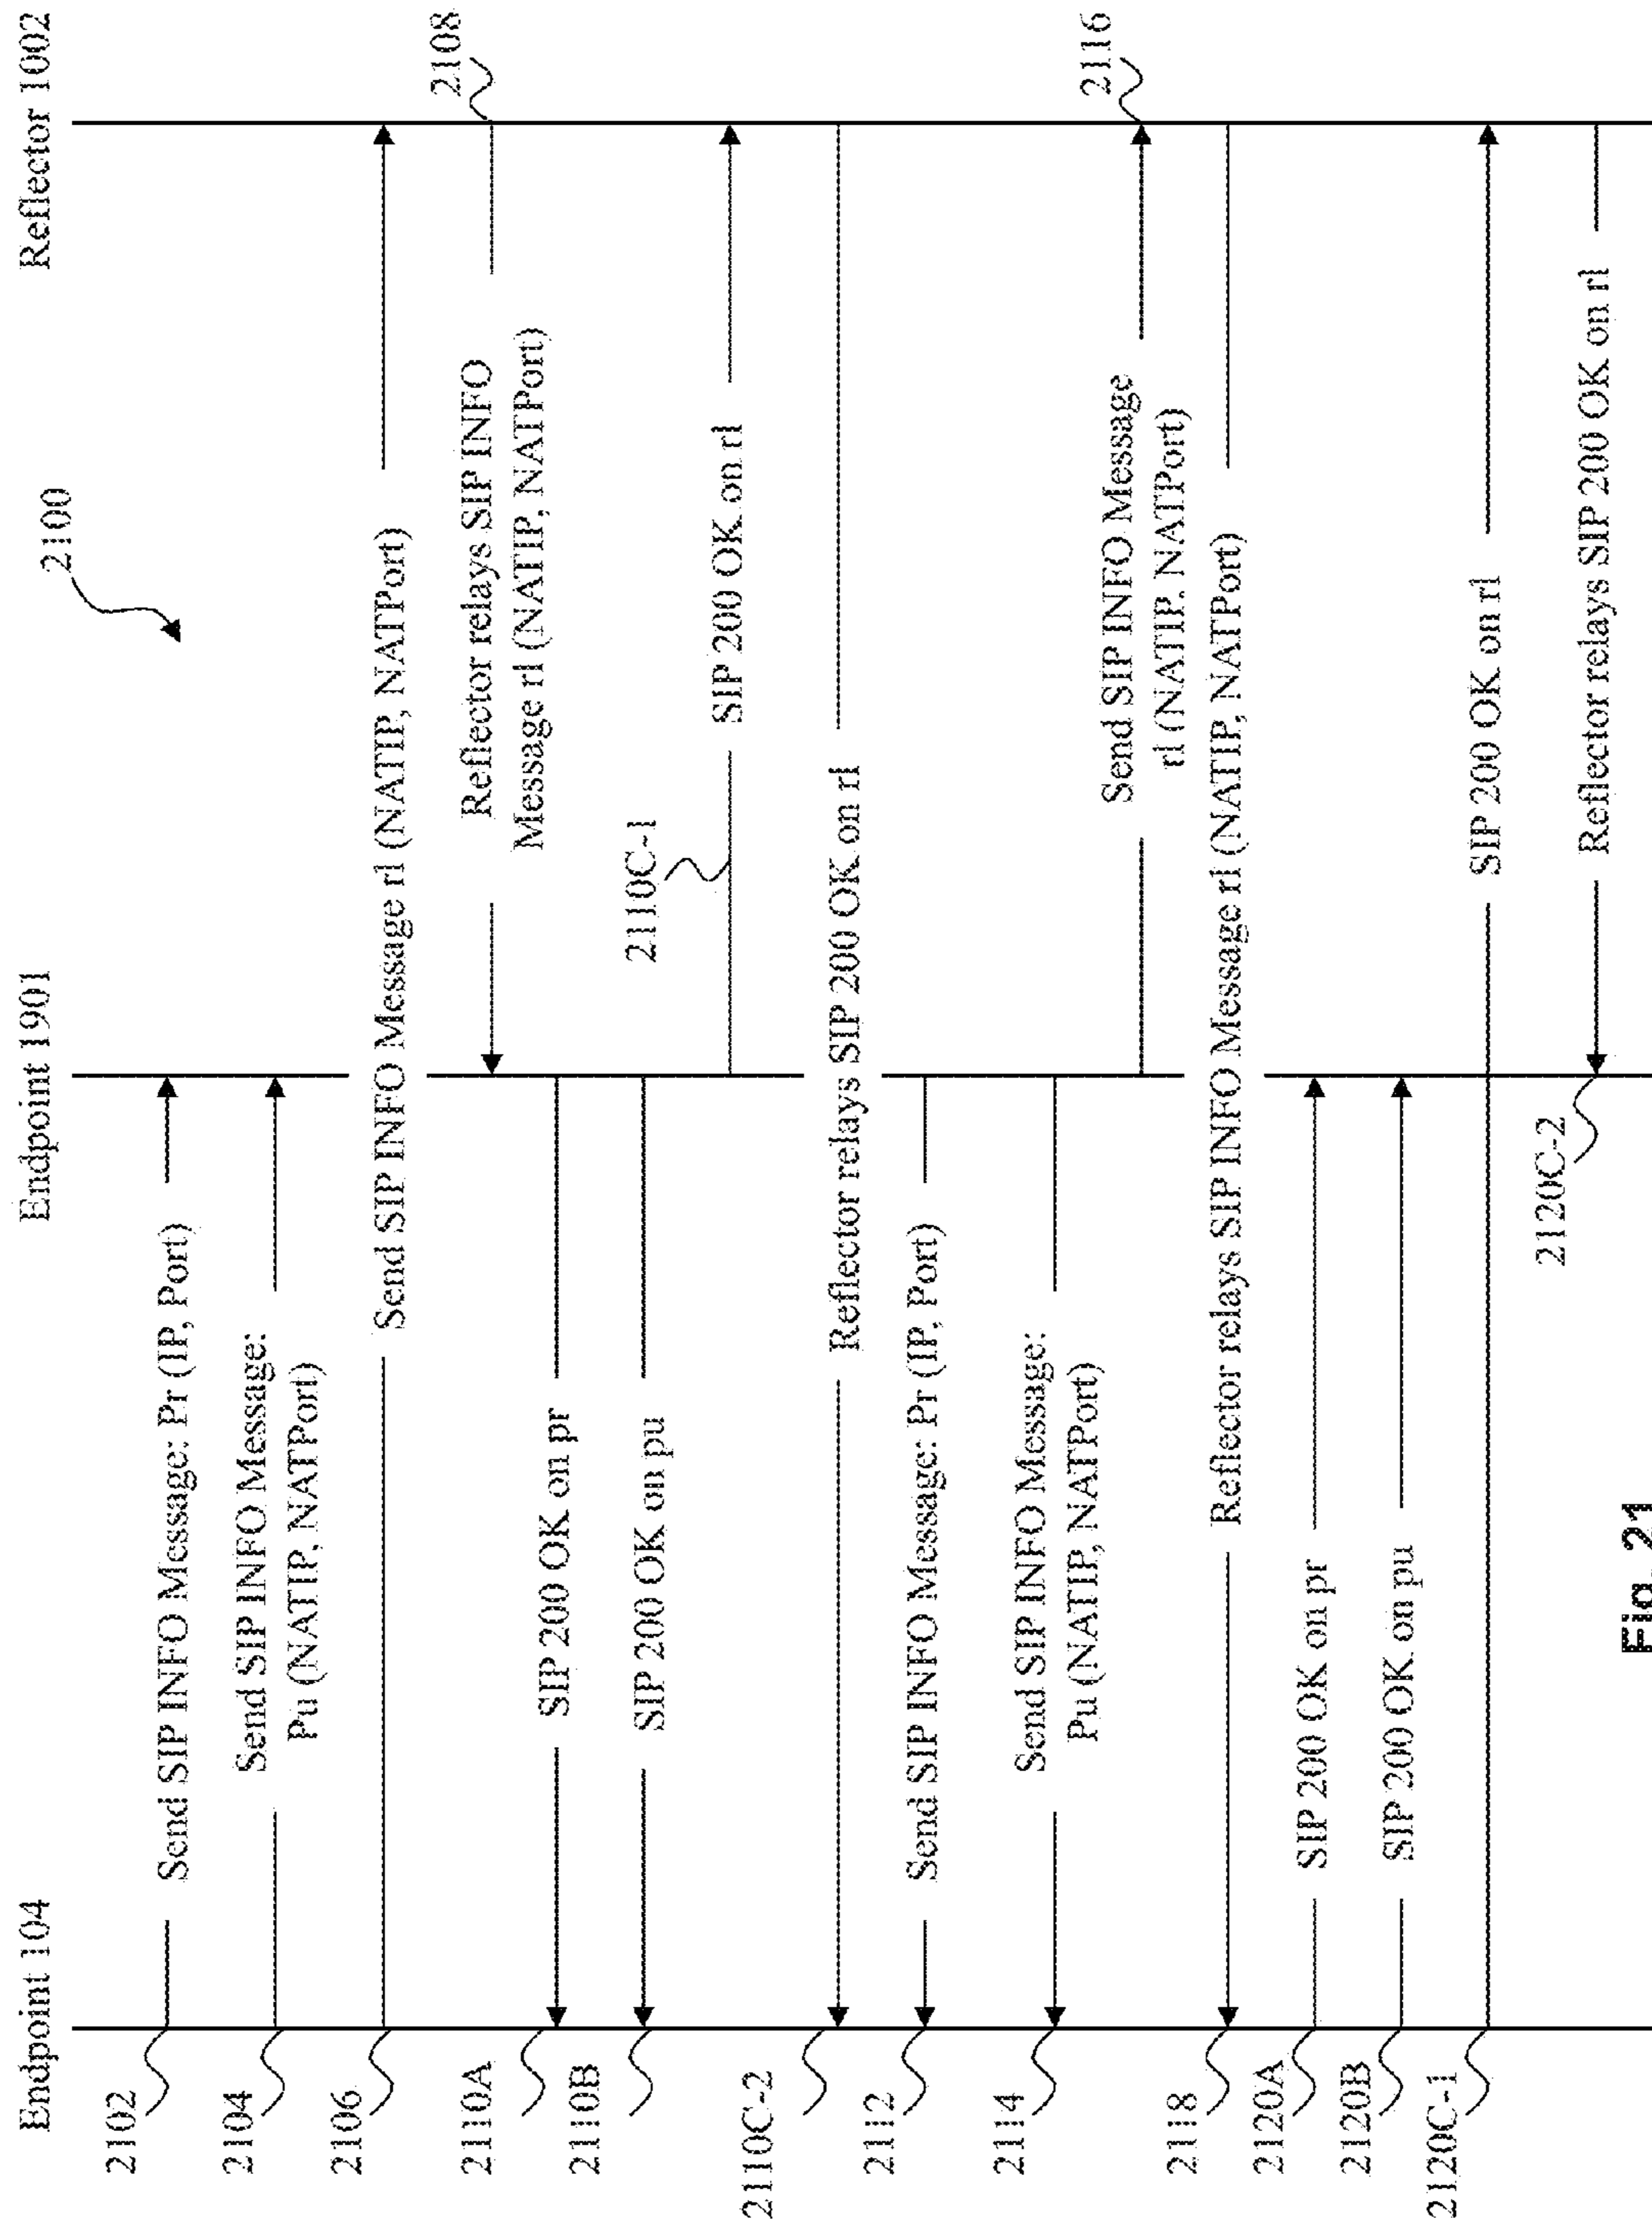 Endpoint 104
Endpoint 1901
Reflector 1002
2100
2102
Send SIP INFO Message: Pr (IP, Port)
2104
Send SIP INFO Message:
Pu (NATIP, NATPort)
2106
Send SIP INFO Message rl (NATIP, NATPort)
2108
Reflector relays SIP INFO
Message rl (NATIP, NATPort)
2110A
SIP 200 OK on pr
2110B
SIP 200 OK on pu
2110C-1
SIP 200 OK on rl
2110C-2
Reflector relays SIP 200 OK on rl
2112
Send SIP INFO Message: Pr (IP, Port)
2114
Send SIP INFO Message:
Pu (NATIP, NATPort)
2116
Send SIP INFO Message
rl (NATIP. NATPort)
2118
Reflector relays SIP INFO Message rl (NATIP, NATPort)
2120A
SIP 200 OK on pr
2120B
SIP 200 OK on pu
2120C-1
SIP 200 OK on rl
2120C-2
Reflector relays SIP 200 OK on rl
Fig. 21